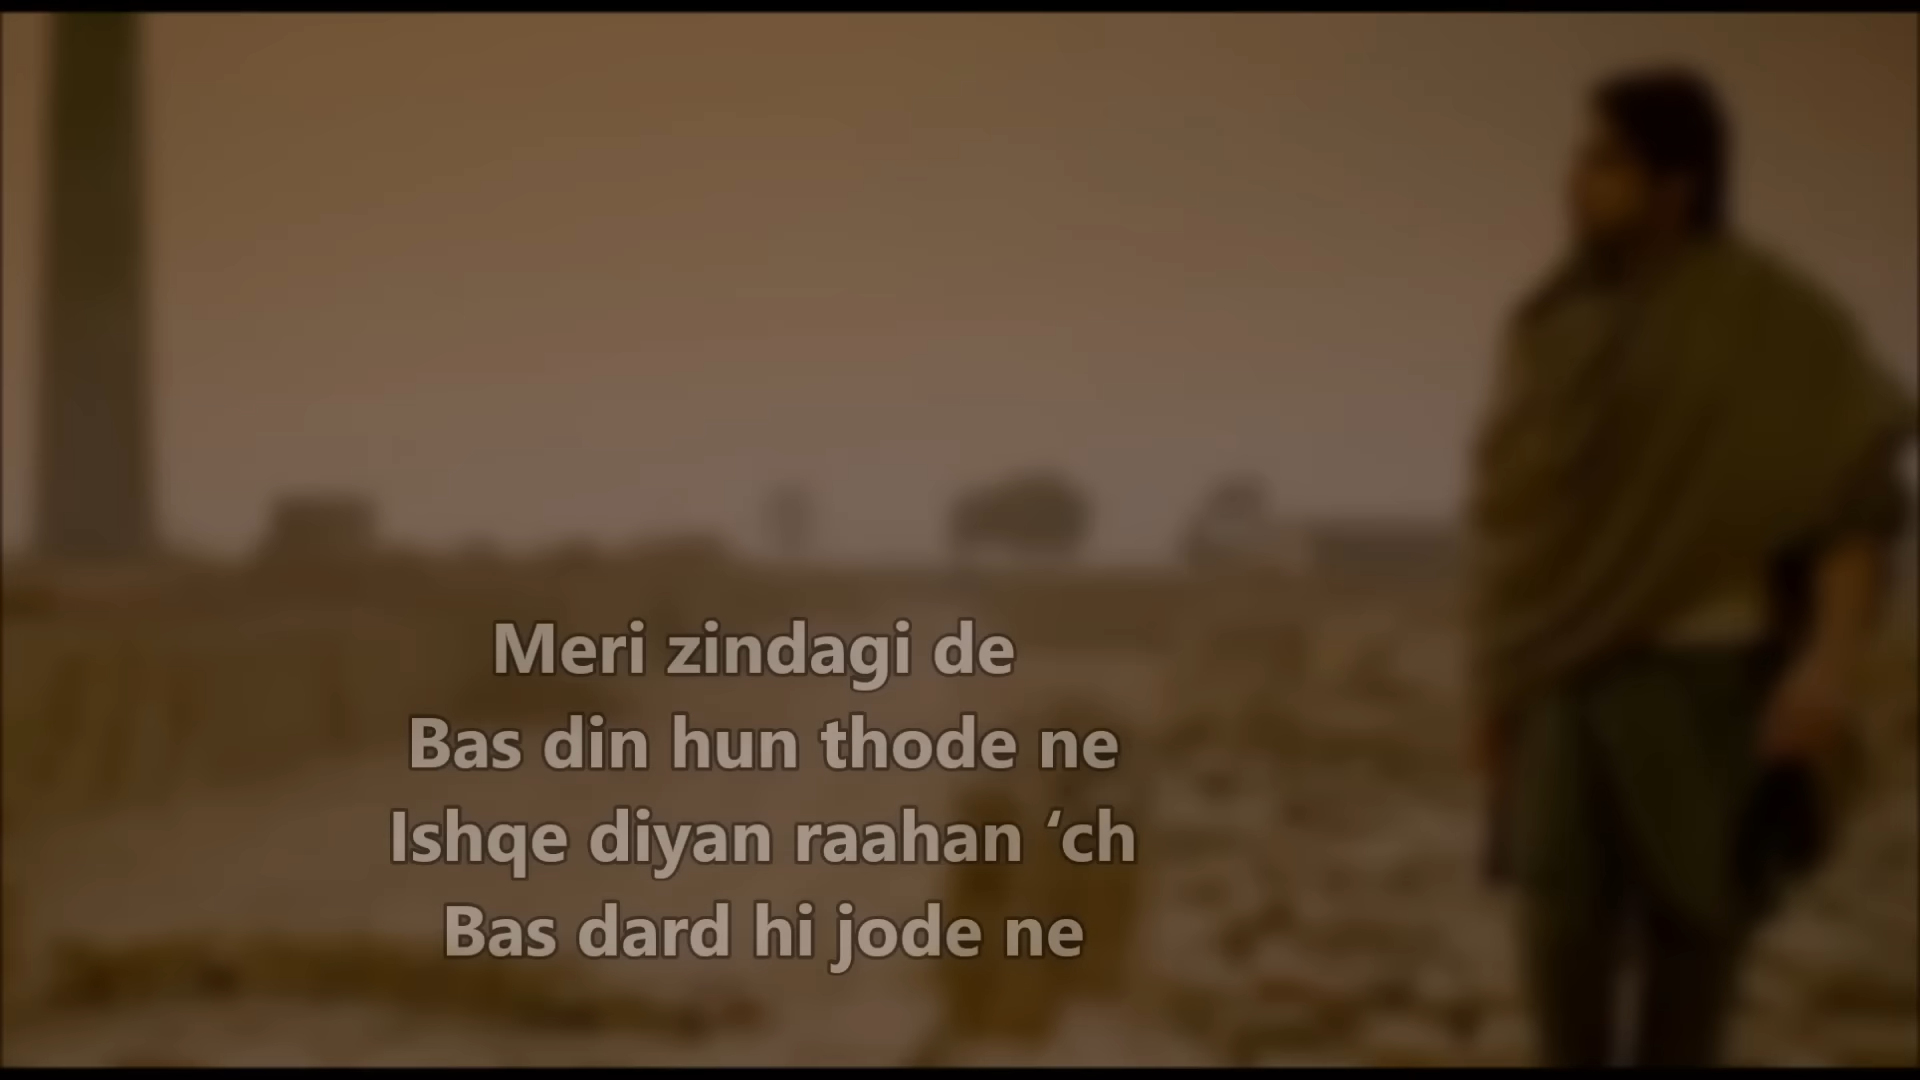 Meri zindagi de
Bas din hun thode ne
Ishqe diyan raahan ‘ch
Bas dard hi jode ne